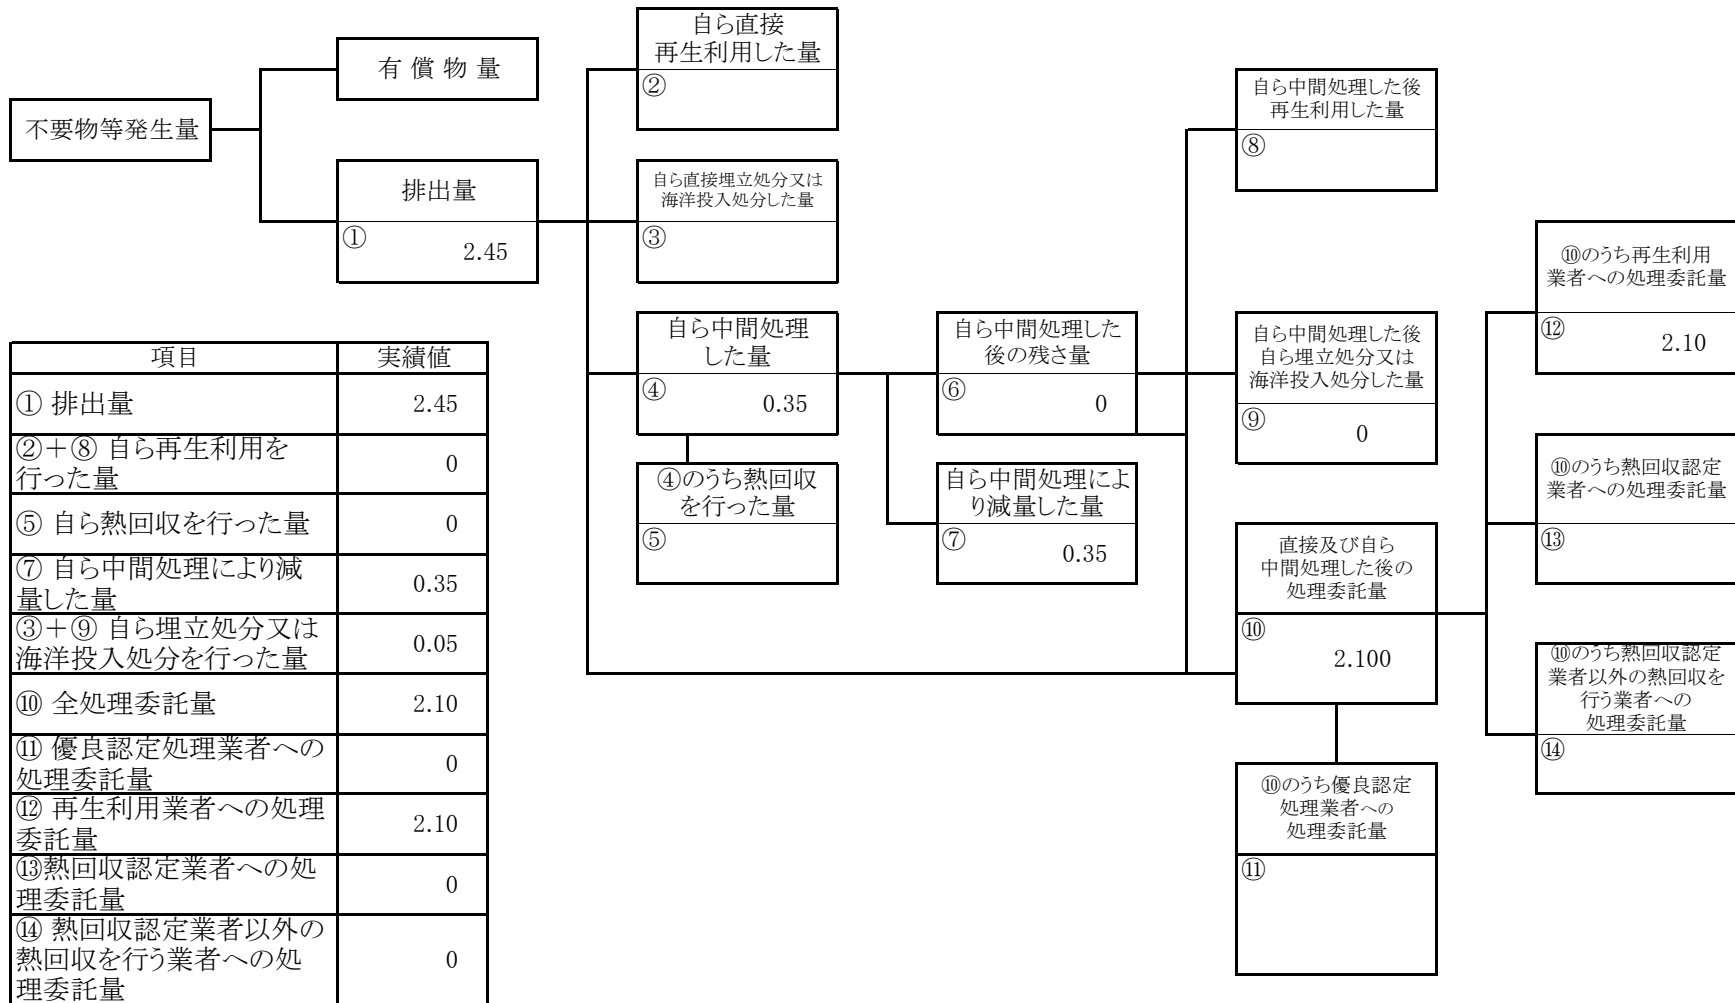 不要物等発生量
有 償 物 量
排出量
①
2.45
自ら直接
再生利用した量
②
自ら直接埋立処分又は
海洋投入処分した量
③
自ら中間処理
した量
④
0.35
④のうち熱回収
を行った量
⑤
自ら中間処理した
後の残さ量
⑥
0
自ら中間処理によ
り減量した量
⑦
0.35
自ら中間処理した後
再生利用した量
⑧
自ら中間処理した後
自ら埋立処分又は
海洋投入処分した量
⑨
0
直接及び自ら
中間処理した後の
処理委託量
⑩
2.100
⑩のうち優良認定
処理業者への
処理委託量
⑪
⑩のうち再生利用
業者への処理委託量
⑫
2.10
⑩のうち熱回収認定
業者への処理委託量
⑬
⑩のうち熱回収認定
業者以外の熱回収を
行う業者への
処理委託量
⑭
項目 実績値
① 排出量 2.45
②＋⑧ 自ら再生利用を
行った量 0
⑤ 自ら熱回収を行った量 0
⑦ 自ら中間処理により減
量した量 0.35
③＋⑨ 自ら埋立処分又は
海洋投入処分を行った量 0.05
⑩ 全処理委託量 2.10
⑪ 優良認定処理業者への
処理委託量 0
⑫ 再生利用業者への処理
委託量 2.10
⑬熱回収認定業者への処
理委託量 0
⑭ 熱回収認定業者以外の
熱回収を行う業者への処
理委託量 0